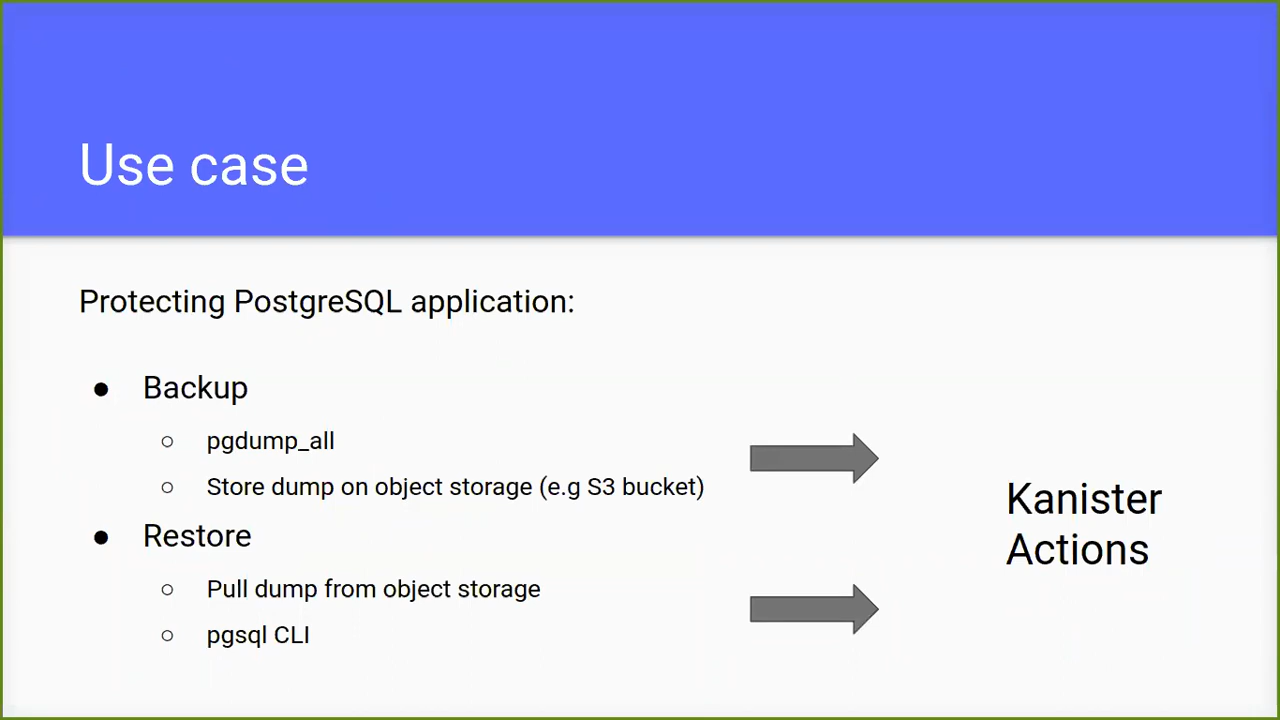 Use case
Protecting PostgreSQL application:
● Backup
○ pgdump_all
○ Store dump on object storage (e.g S3 bucket)
● Restore
○ Pull dump from object storage
○ pgsql CLI
Kanister
Actions